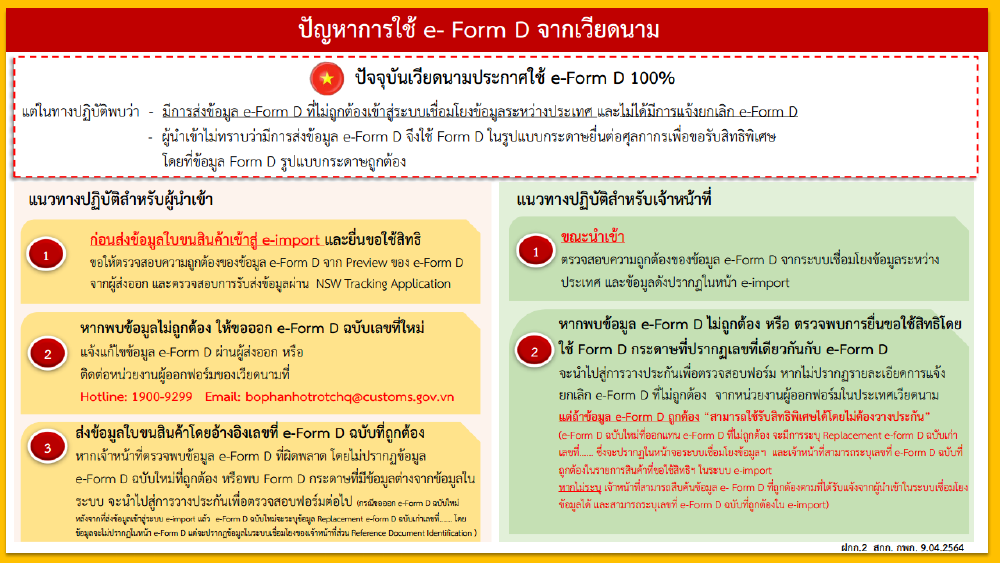 ปัญหาการใช้ e- Form D จากเวียดนาม
ปัจจุบันเวียดนามประกาศใช้ e-Form D 100%
แต่ในทางปฏิบัติพบว่า - มีการส่งข้อมูล e-Form D ที่ไม่ถูกต้องเข้าสู่ระบบเชื่อมโยงข้อมูลระหว่างประเทศ และไม่ได้มีการแจ้งยกเลิก e-Form D
- ผู้นำเข้าไม่ทราบว่ามีการส่งข้อมูล e-Form D จึงใช้ Form D ในรูปแบบกระดาษยื่นต่อศุลกากรเพื่อขอรับสิทธิพิเศษ
โดยที่ข้อมูล Form D รูปแบบกระดาษถูกต้อง
แนวทางปฏิบัติสำหรับผู้นำเข้า
1
ก่อนส่งข้อมูลใบขนสินค้าเข้าสู่ e-import และยื่นขอใช้สิทธิ
ขอให้ตรวจสอบความถูกต้องของข้อมูล e-Form D จาก Preview ของ e-Form D
จากผู้ส่งออก และตรวจสอบการรับส่งข้อมูลผ่าน NSW Tracking Application
2
หากพบข้อมูลไม่ถูกต้อง ให้ขอออก e-Form D ฉบับเลขที่ใหม่
แจ้งแก้ไขข้อมูล e-Form D ผ่านผู้ส่งออก หรือ
ติดต่อหน่วยงานผู้ออกฟอร์มของเวียดนามที่
Hotline: 1900-9299 Email: bophanhotrotchq@customs.gov.vn
3
ส่งข้อมูลใบขนสินค้าโดยอ้างอิงเลขที่ e-Form D ฉบับที่ถูกต้อง
หากเจ้าหน้าที่ตรวจพบข้อมูล e-Form D ที่ผิดพลาด โดยไม่ปรากฏข้อมูล
e-Form D ฉบับใหม่ที่ถูกต้อง หรือพบ Form D กระดาษที่มีข้อมูลต่างจากข้อมูลใน
ระบบ จะนำไปสู่การวางประกันเพื่อตรวจสอบฟอร์มต่อไป (กรณีขอออก e-Form D ฉบับใหม่
หลังจากที่ส่งข้อมูลเข้าสู่ระบบ e-import แล้ว e-Form D ฉบับใหม่จะระบุข้อมูล Replacement e-form D ฉบับเก่าเลขที่...... โดย
ข้อมูลจะไม่ปรากฏในหน้า e-Form D แต่จะปรากฏข้อมูลในระบบเชื่อมโยงของเจ้าหน้าที่ส่วน Reference Document Identification )
แนวทางปฏิบัติสำหรับเจ้าหน้าที่
1
ขณะนำเข้า
ตรวจสอบความถูกต้องของข้อมูล e-Form D จากระบบเชื่อมโยงข้อมูลระหว่าง
ประเทศ และข้อมูลดังปรากฏในหน้า e-import
2
หากพบข้อมูล e-Form D ไม่ถูกต้อง หรือ ตรวจพบการยื่นขอใช้สิทธิโดย
ใช้ Form D กระดาษที่ปรากฏเลขที่เดียวกันกับ e-Form D
จะนำไปสู่การวางประกันเพื่อตรวจสอบฟอร์ม หากไม่ปรากฏรายละเอียดการแจ้ง
ยกเลิก e-Form D ที่ไม่ถูกต้อง จากหน่วยงานผู้ออกฟอร์มในประเทศเวียดนาม
แต่ถ้าข้อมูล e-Form D ถูกต้อง “สามารถใช้รับสิทธิพิเศษได้โดยไม่ต้องวางประกัน”
(e-Form D ฉบับใหม่ที่ออกแทน e-Form D ที่ไม่ถูกต้อง จะมีการระบุ Replacement e-form D ฉบับเก่า
เลขที่...... ซึ่งจะปรากฏในหน้าจอระบบเชื่อมโยงข้อมูลฯ และเจ้าหน้าที่สามารถระบุเลขที่ e-Form D ฉบับที่
ถูกต้องในรายการสินค้าที่ขอใช้สิทธิฯ ในระบบ e-import
หากไม่ระบุ เจ้าหน้าที่สามารถสืบค้นข้อมูล e- Form D ที่ถูกต้องตามที่ได้รับแจ้งจากผู้นำเข้าในระบบเชื่อมโยง
ข้อมูลได้ และสามารถระบุเลขที่ e-Form D ฉบับที่ถูกต้องใน e-import)
ฝกก.2 สกก. กพก. 9.04.2564